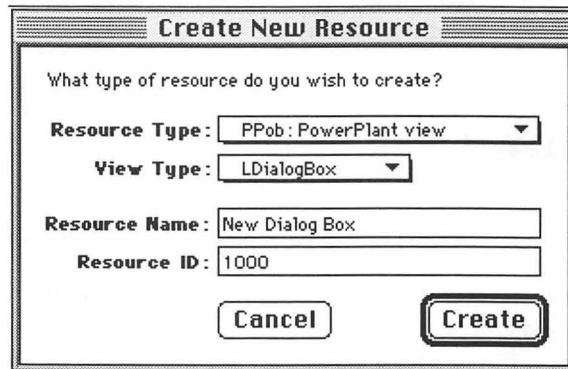 Create New Resource
What type of resource do you wish to create?
Resource Type: PPob: PowerPlant view
View Type: LDialogBox
Resource Name: New Dialog Box
Resource ID: 1000
Cancel Create